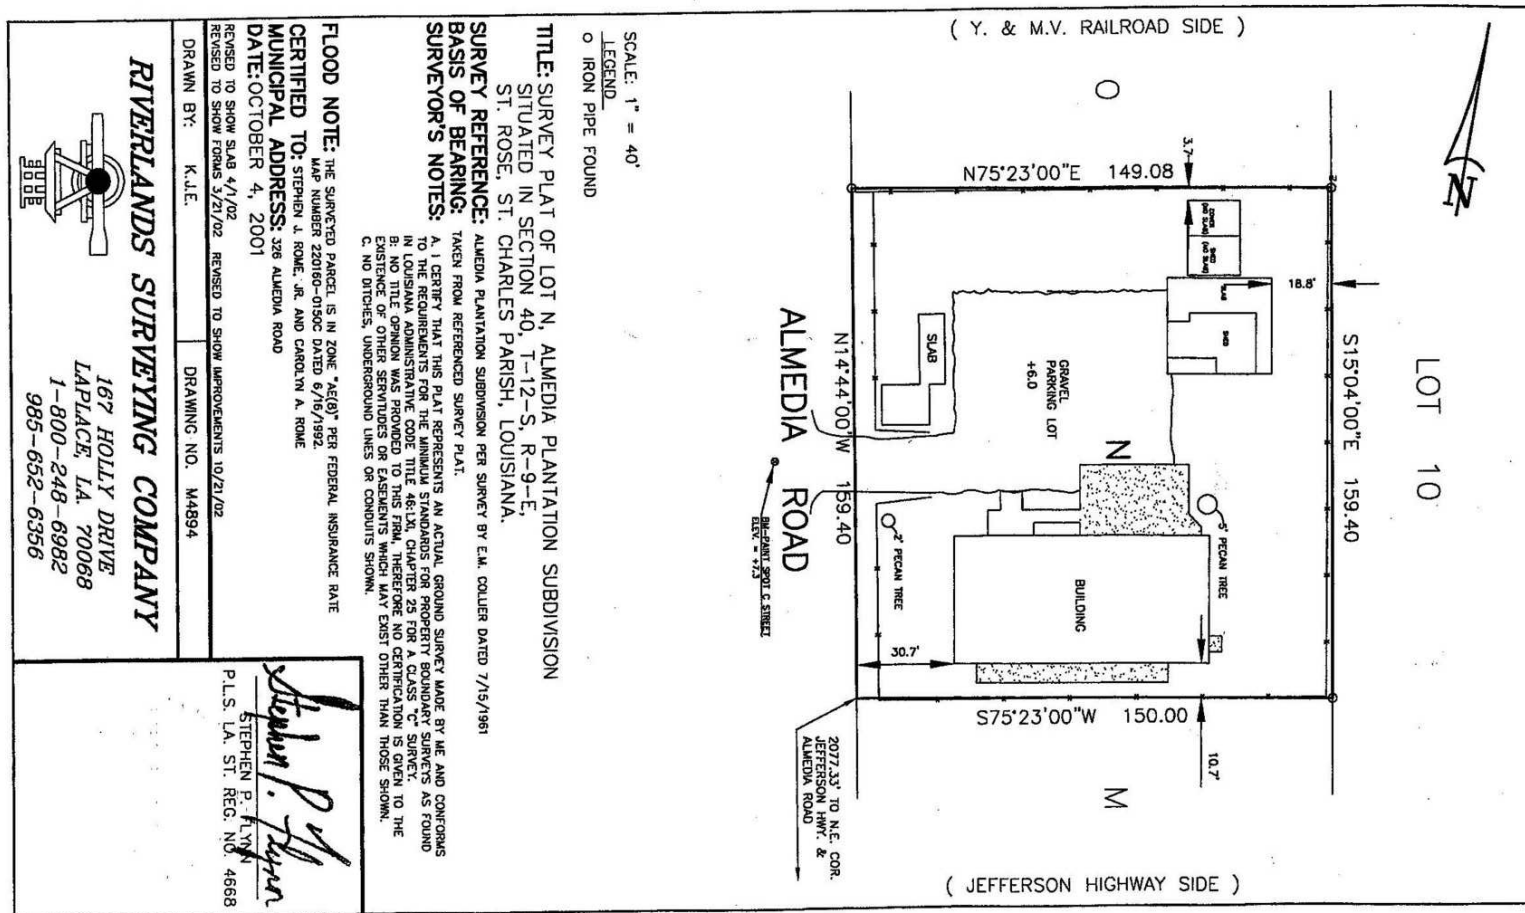 ( Y. & M.V. RAILROAD SIDE )
N
O
LOT 10
3.7'
N75°23'00"E 149.08
COVER
(NO SLAB)
SHED
(NO SLAB)
18.8'
SLAB
SHED
S15°04'00"E 159.40
GRAVEL
PARKING LOT
+6.0
SLAB
N14°44'00"W 159.40
ALMEDIA ROAD
N
BM-PAINT SPOT C STREET
ELEV. = +7.3
2' PECAN TREE
5' PECAN TREE
BUILDING
30.7'
S75°23'00"W 150.00
10.7'
2077.33' TO N.E. COR.
JEFFERSON HWY. &
ALMEDIA ROAD
M
( JEFFERSON HIGHWAY SIDE )
SCALE: 1" = 40'
LEGEND
O IRON PIPE FOUND
TITLE: SURVEY PLAT OF LOT N, ALMEDIA PLANTATION SUBDIVISION
SITUATED IN SECTION 40, T-12-S, R-9-E,
ST. ROSE, ST. CHARLES PARISH, LOUISIANA.
SURVEY REFERENCE: ALMEDIA PLANTATION SUBDIVISION PER SURVEY BY E.M. COLLIER DATED 7/15/1961
BASIS OF BEARING: TAKEN FROM REFERENCED SURVEY PLAT.
SURVEYOR'S NOTES: A. I CERTIFY THAT THIS PLAT REPRESENTS AN ACTUAL GROUND SURVEY MADE BY ME AND CONFORMS
TO THE REQUIREMENTS FOR THE MINIMUM STANDARDS FOR PROPERTY BOUNDARY SURVEYS AS FOUND
IN LOUISIANA ADMINISTRATIVE CODE TITLE 46:LXI, CHAPTER 25 FOR A CLASS "C" SURVEY.
B: NO TITLE OPINION WAS PROVIDED TO THIS FIRM, THEREFORE NO CERTIFICATION IS GIVEN TO THE
EXISTENCE OF OTHER SERVITUDES OR EASEMENTS WHICH MAY EXIST OTHER THAN THOSE SHOWN.
C. NO DITCHES, UNDERGROUND LINES OR CONDUITS SHOWN.
FLOOD NOTE: THE SURVEYED PARCEL IS IN ZONE "AE(8)" PER FEDERAL INSURANCE RATE
MAP NUMBER 220160-0150C DATED 6/16/1992.
CERTIFIED TO: STEPHEN J. ROME, JR. AND CAROLYN A. ROME
MUNICIPAL ADDRESS: 326 ALMEDIA ROAD
DATE: OCTOBER 4, 2001
REVISED TO SHOW SLAB 4/1/02
REVISED TO SHOW FORMS 3/21/02 REVISED TO SHOW IMPROVEMENTS 10/21/02
DRAWN BY: K.J.E. DRAWING NO. M4894
RIVERLANDS SURVEYING COMPANY
167 HOLLY DRIVE
LAPLACE, LA. 70068
1-800-248-6982
985-652-6356
Stephen P. Flynn
STEPHEN P. FLYNN
P.L.S. LA. ST. REG. NO. 4668